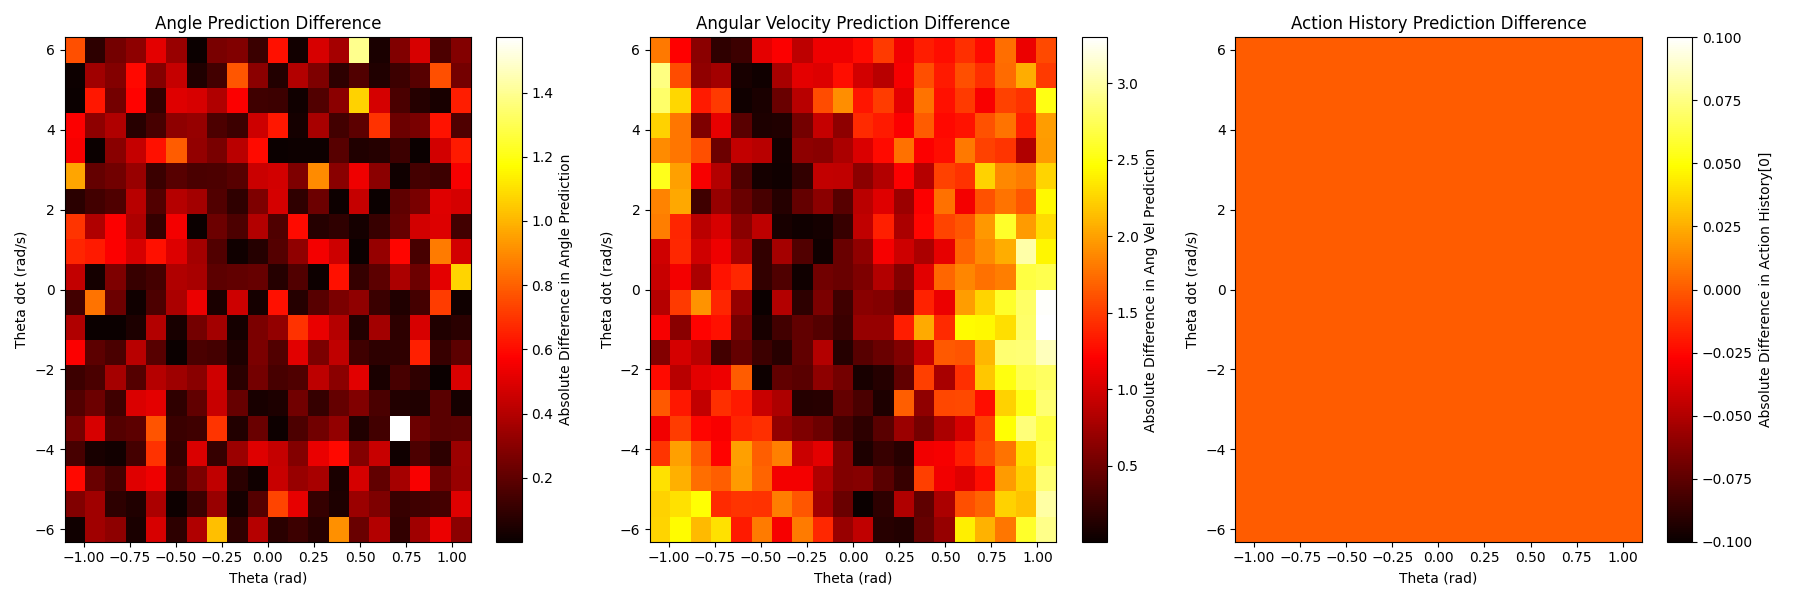 Angle Prediction Difference
6
4
2
0
−2
−4
−6
Theta dot (rad/s)
−1.00 −0.75 −0.50 −0.25 0.00 0.25 0.50 0.75 1.00
Theta (rad)
1.4
1.2
1.0
0.8
0.6
0.4
0.2
Absolute Difference in Angle Prediction
Angular Velocity Prediction Difference
6
4
2
0
−2
−4
−6
Theta dot (rad/s)
−1.00 −0.75 −0.50 −0.25 0.00 0.25 0.50 0.75 1.00
Theta (rad)
3.0
2.5
2.0
1.5
1.0
0.5
Absolute Difference in Ang Vel Prediction
Action History Prediction Difference
6
4
2
0
−2
−4
−6
Theta dot (rad/s)
−1.00 −0.75 −0.50 −0.25 0.00 0.25 0.50 0.75 1.00
Theta (rad)
0.100
0.075
0.050
0.025
0.000
−0.025
−0.050
−0.075
−0.100
Absolute Difference in Action History[0]